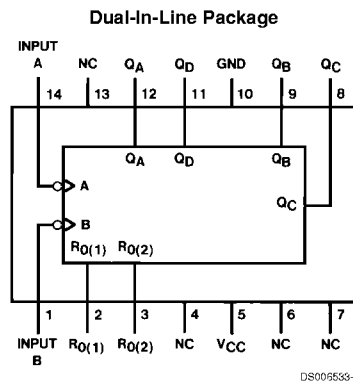 Dual-In-Line Package
INPUT
A NC QA QD GND QB QC
14 13 12 11 10 9 8
QA QD QB
A
QC
B
R0(1) R0(2)
1 2 3 4 5 6 7
INPUT
B R0(1) R0(2) NC VCC NC NC
DS006533-